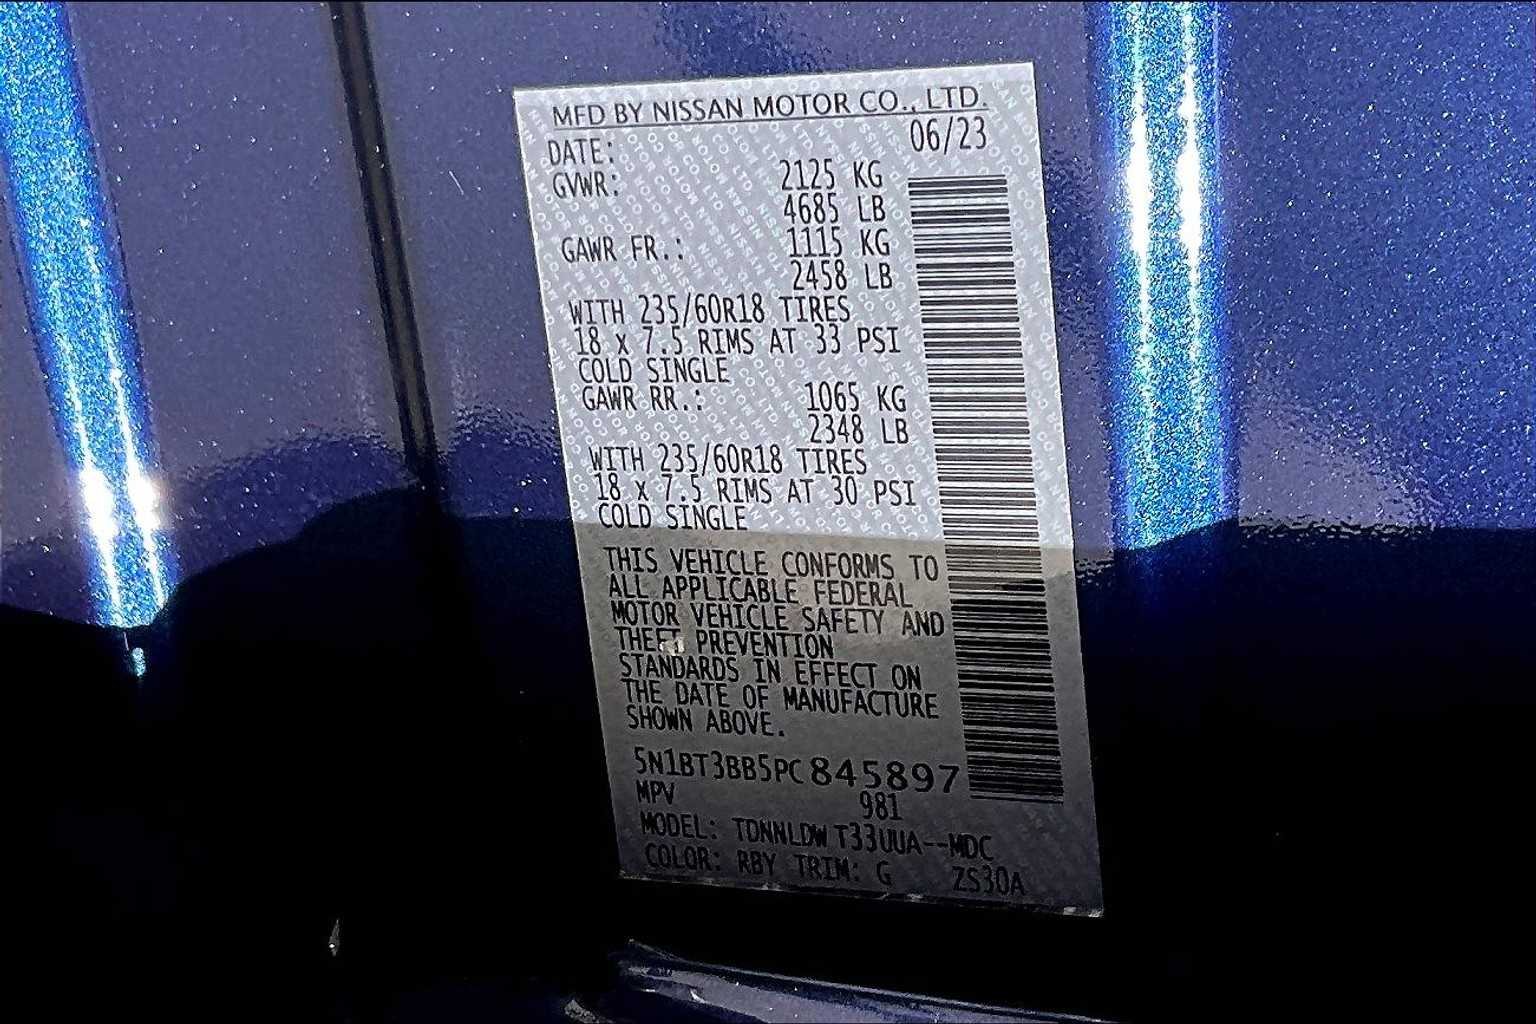 MFD BY NISSAN MOTOR CO., LTD.
DATE: 06/23
GVWR: 2125 KG
4685 LB
GAWR FR.: 1115 KG
2458 LB
WITH 235/60R18 TIRES
18 x 7.5 RIMS AT 33 PSI
COLD SINGLE
GAWR RR.: 1065 KG
2348 LB
WITH 235/60R18 TIRES
18 x 7.5 RIMS AT 30 PSI
COLD SINGLE
THIS VEHICLE CONFORMS TO
ALL APPLICABLE FEDERAL
MOTOR VEHICLE SAFETY AND
THEFT PREVENTION
STANDARDS IN EFFECT ON
THE DATE OF MANUFACTURE
SHOWN ABOVE.
5N1BT3BB5PC845897
MPV 981
MODEL: TDNNLDW T33UUA--MDC
COLOR: RBY TRIM: G ZS30A